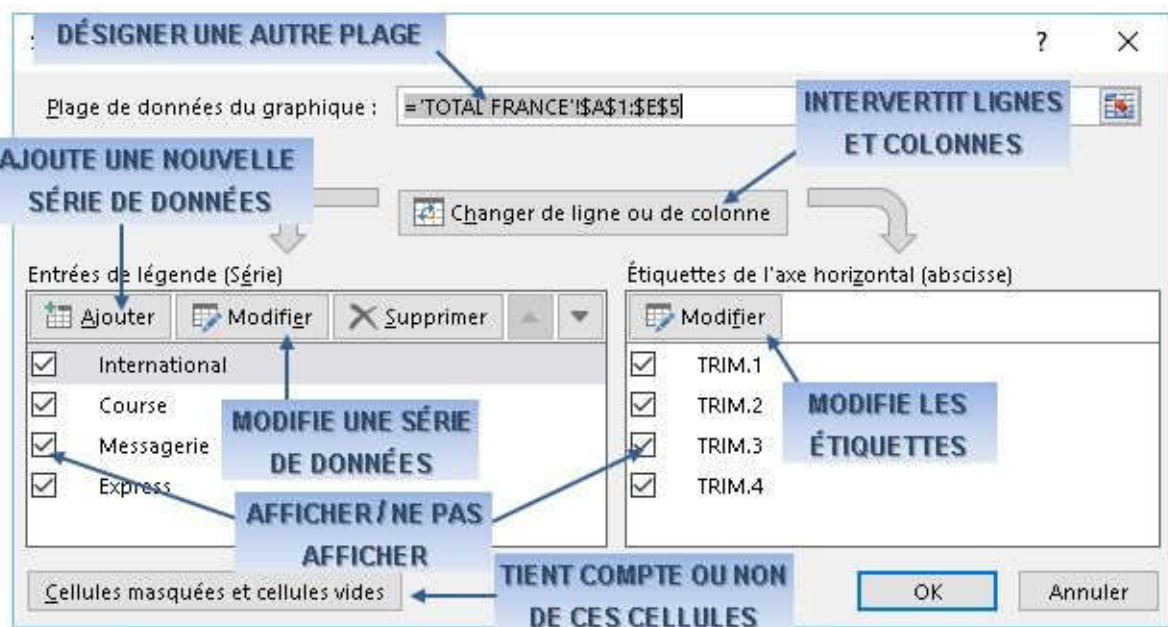 DÉSIGNER UNE AUTRE PLAGE
?
Plage de données du graphique :
='TOTAL FRANCE'!$A$1:$E$5
INTERVERTIT LIGNES
ET COLONNES
AJOUTE UNE NOUVELLE
SÉRIE DE DONNÉES
Changer de ligne ou de colonne
Entrées de légende (Série)
Ajouter
Modifier
Supprimer
International
Course
Messagerie
Express
MODIFIE UNE SÉRIE
DE DONNÉES
Étiquettes de l'axe horizontal (abscisse)
Modifier
TRIM.1
TRIM.2
TRIM.3
TRIM.4
MODIFIE LES
ÉTIQUETTES
AFFICHER / NE PAS
AFFICHER
Cellules masquées et cellules vides
TIENT COMPTE OU NON
DE CES CELLULES
OK
Annuler